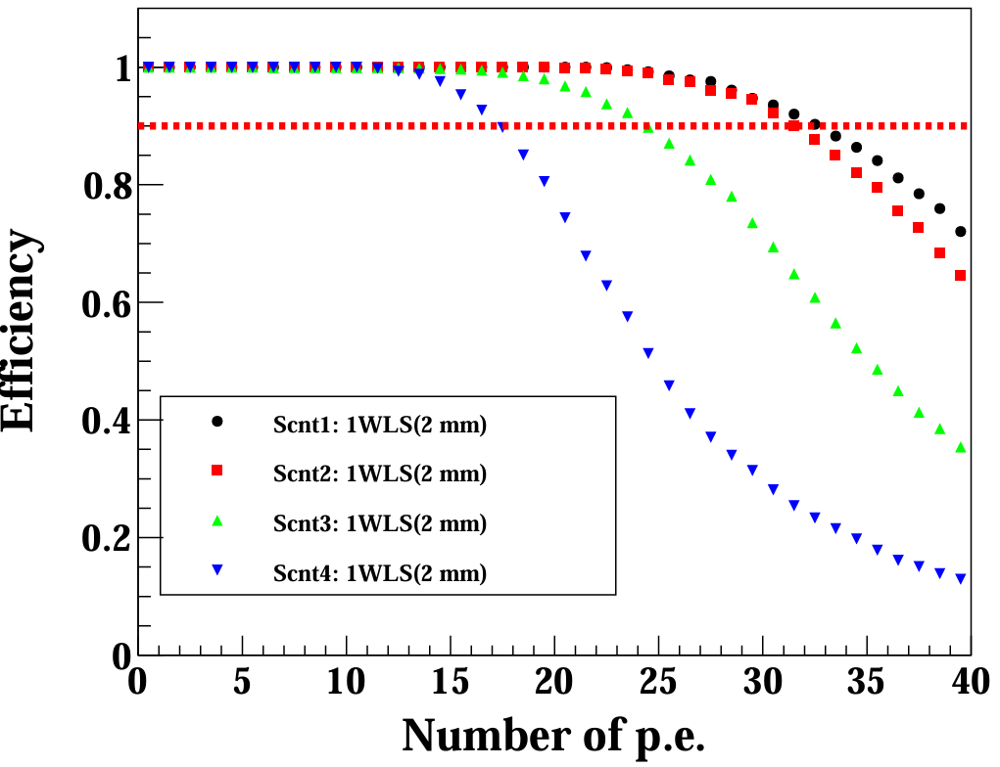 1
0.8
0.6
0.4
0.2
0
Efficiency
Scnt1: 1WLS(2 mm)
Scnt2: 1WLS(2 mm)
Scnt3: 1WLS(2 mm)
Scnt4: 1WLS(2 mm)
0 5 10 15 20 25 30 35 40
Number of p.e.